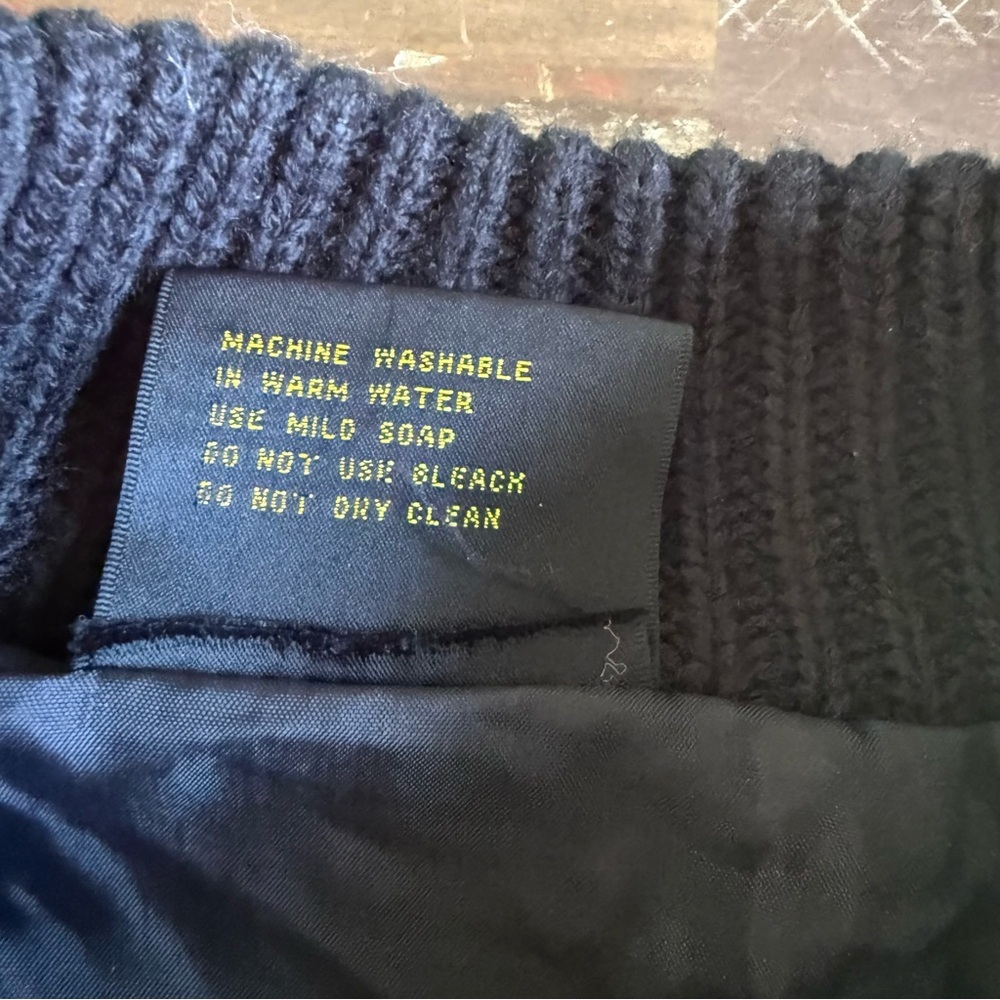 MACHINE WASHABLE
IN WARM WATER
USE MILD SOAP
DO NOT USE BLEACH
DO NOT DRY CLEAN